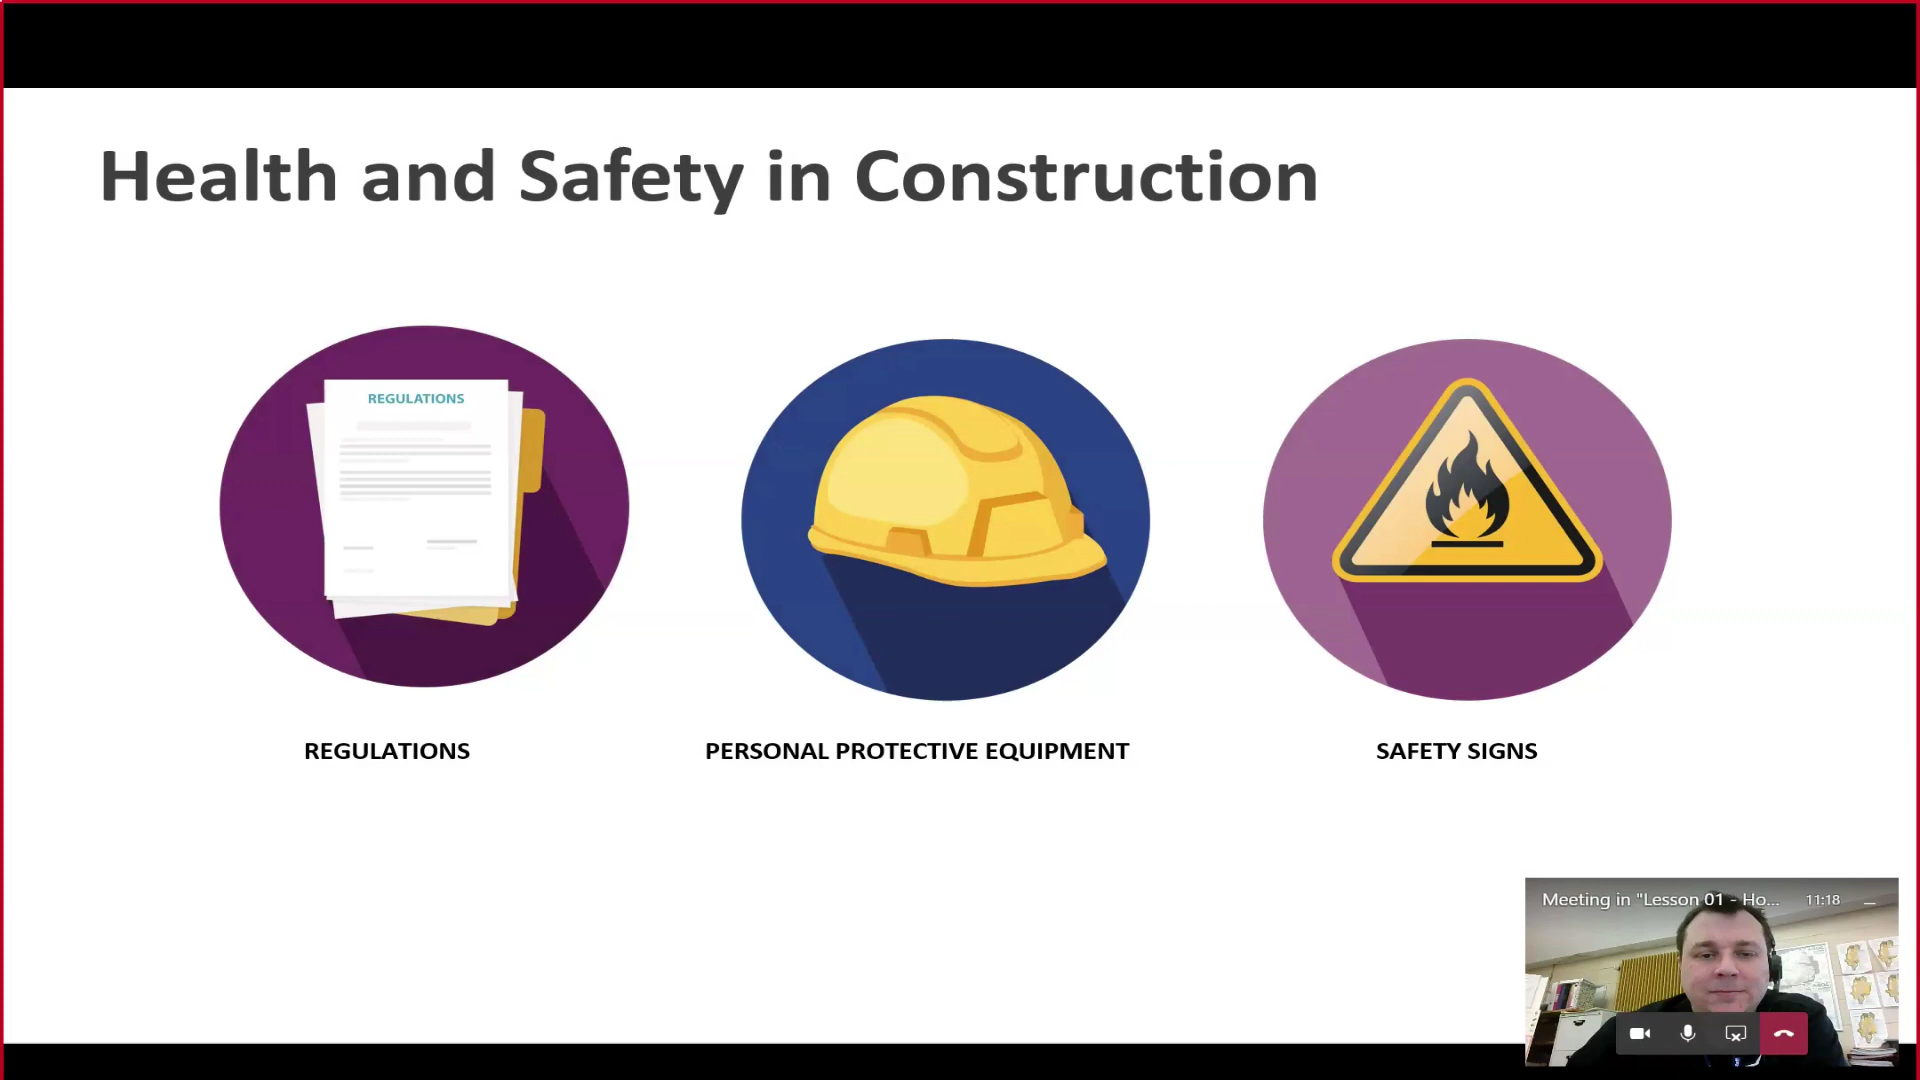 Health and Safety in Construction
REGULATIONS
REGULATIONS
PERSONAL PROTECTIVE EQUIPMENT
SAFETY SIGNS
Meeting in "Lesson 01 - Ho... 11:18